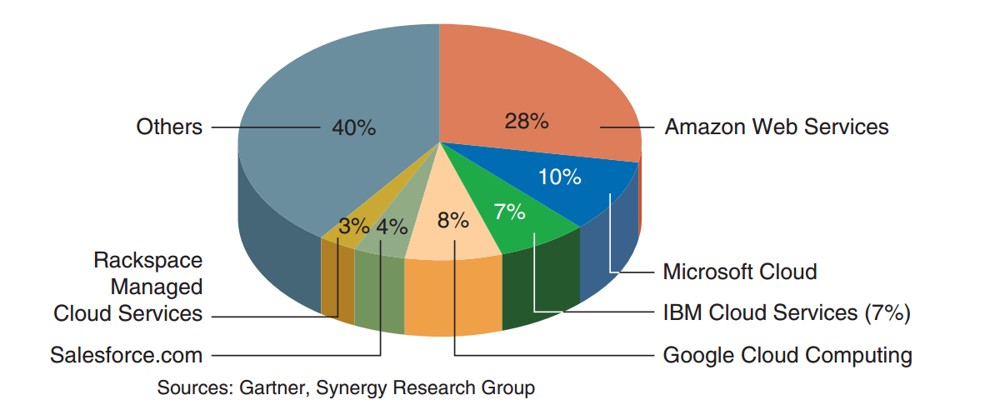 Others
40%
28%
Amazon Web Services
10%
7%
8%
4%
3%
Rackspace
Managed
Cloud Services
Salesforce.com
Microsoft Cloud
IBM Cloud Services (7%)
Google Cloud Computing
Sources: Gartner, Synergy Research Group